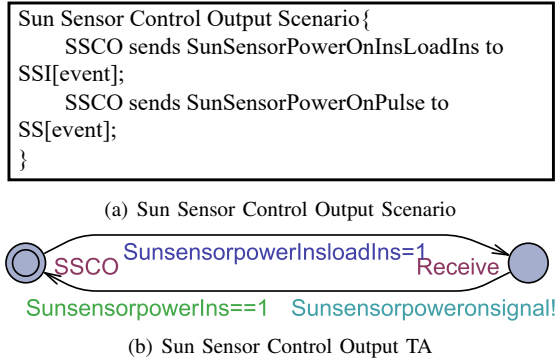 Sun Sensor Control Output Scenario{
SSCO sends SunSensorPowerOnInsLoadIns to
SSI[event];
SSCO sends SunSensorPowerOnPulse to
SS[event];
}
(a) Sun Sensor Control Output Scenario
SunsensorpowerInsloadIns=1
SSCO Receive
SunsensorpowerIns==1 Sunsensorpoweronsignal!
(b) Sun Sensor Control Output TA